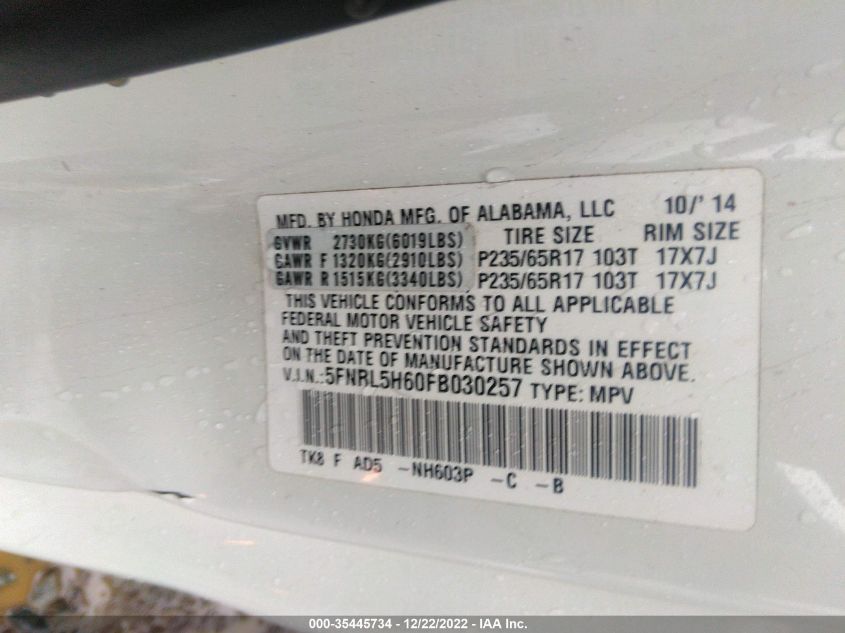 MFD. BY HONDA MFG. OF ALABAMA, LLC 10/' 14
GVWR 2730KG(6019LBS) TIRE SIZE RIM SIZE
GAWR F 1320KG(2910LBS) P235/65R17 103T 17X7J
GAWR R 1515KG(3340LBS) P235/65R17 103T 17X7J
THIS VEHICLE CONFORMS TO ALL APPLICABLE
FEDERAL MOTOR VEHICLE SAFETY
AND THEFT PREVENTION STANDARDS IN EFFECT
ON THE DATE OF MANUFACTURE SHOWN ABOVE.
V.I.N.:5FNRL5H60FB030257 TYPE: MPV
TK8 F AD5 -NH603P -C -B
000-35445734 - 12/22/2022 - IAA Inc.